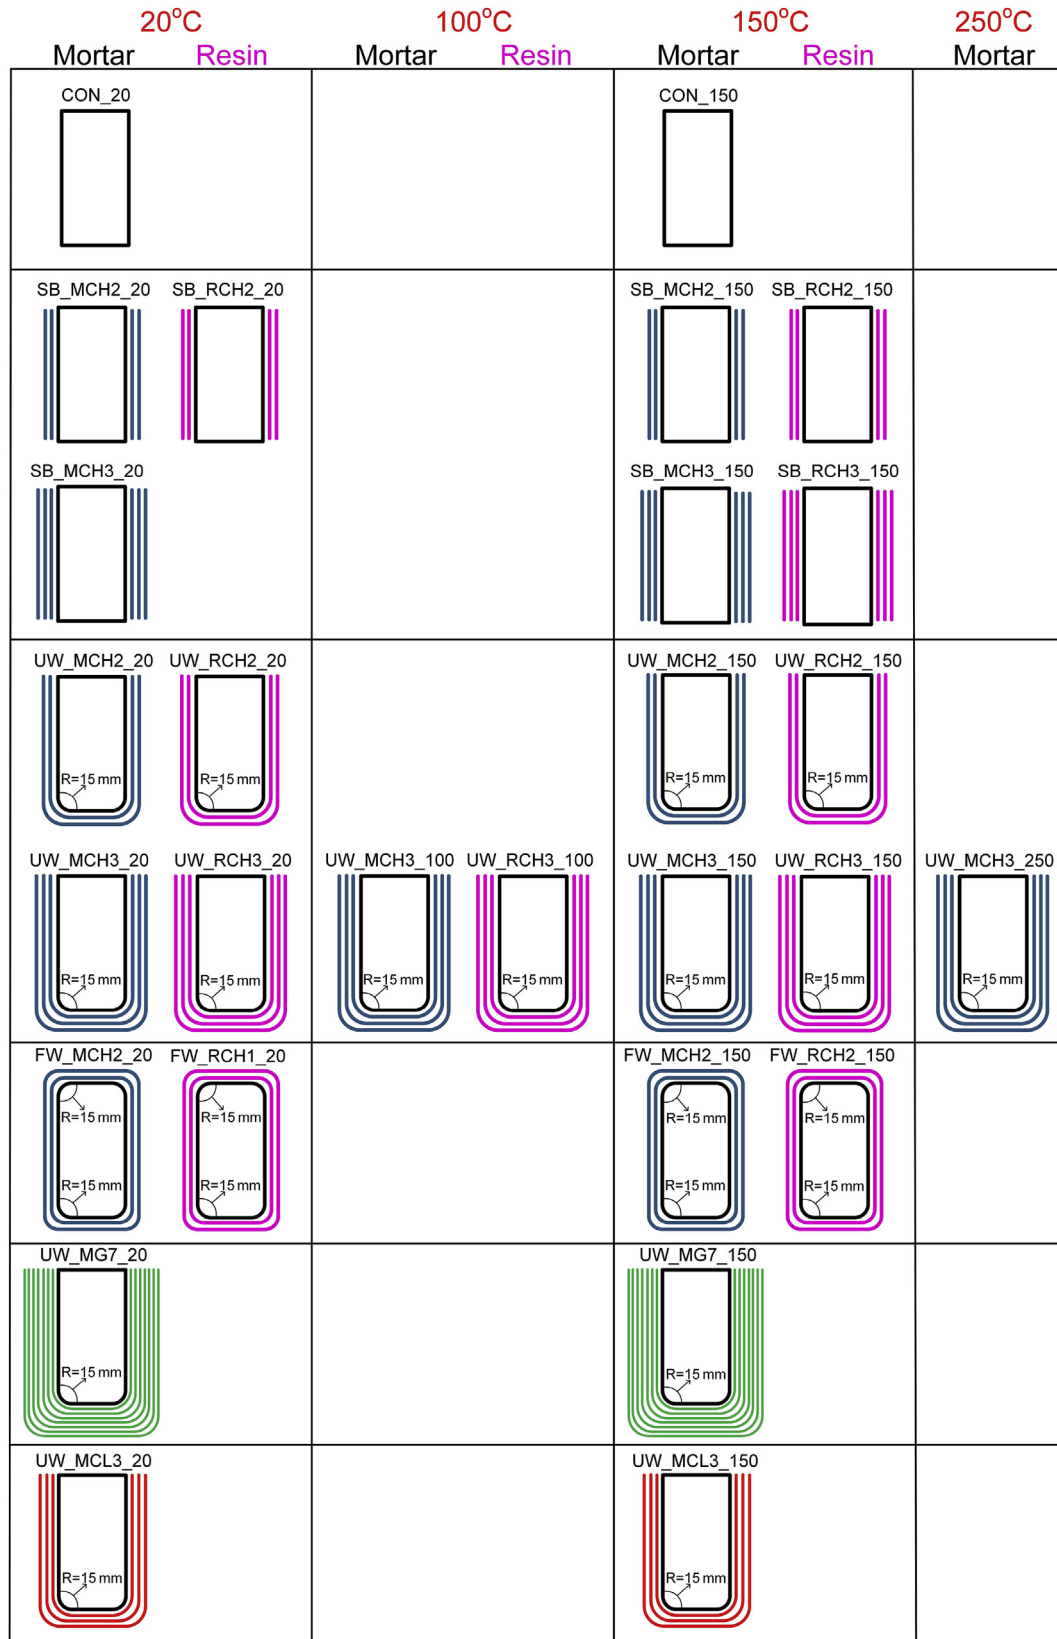 20°C 100°C 150°C 250°C
Mortar Resin Mortar Resin Mortar Resin Mortar
CON_20 CON_150
SB_MCH2_20 SB_RCH2_20 SB_MCH2_150 SB_RCH2_150
SB_MCH3_20 SB_MCH3_150 SB_RCH3_150
UW_MCH2_20 UW_RCH2_20 UW_MCH2_150 UW_RCH2_150
R=15 mm R=15 mm R=15 mm R=15 mm
UW_MCH3_20 UW_RCH3_20 UW_MCH3_100 UW_RCH3_100 UW_MCH3_150 UW_RCH3_150 UW_MCH3_250
R=15 mm R=15 mm R=15 mm R=15 mm R=15 mm R=15 mm R=15 mm
FW_MCH2_20 FW_RCH1_20 FW_MCH2_150 FW_RCH2_150
R=15 mm R=15 mm R=15 mm R=15 mm
R=15 mm R=15 mm R=15 mm R=15 mm
UW_MG7_20 UW_MG7_150
R=15 mm R=15 mm
UW_MCL3_20 UW_MCL3_150
R=15 mm R=15 mm